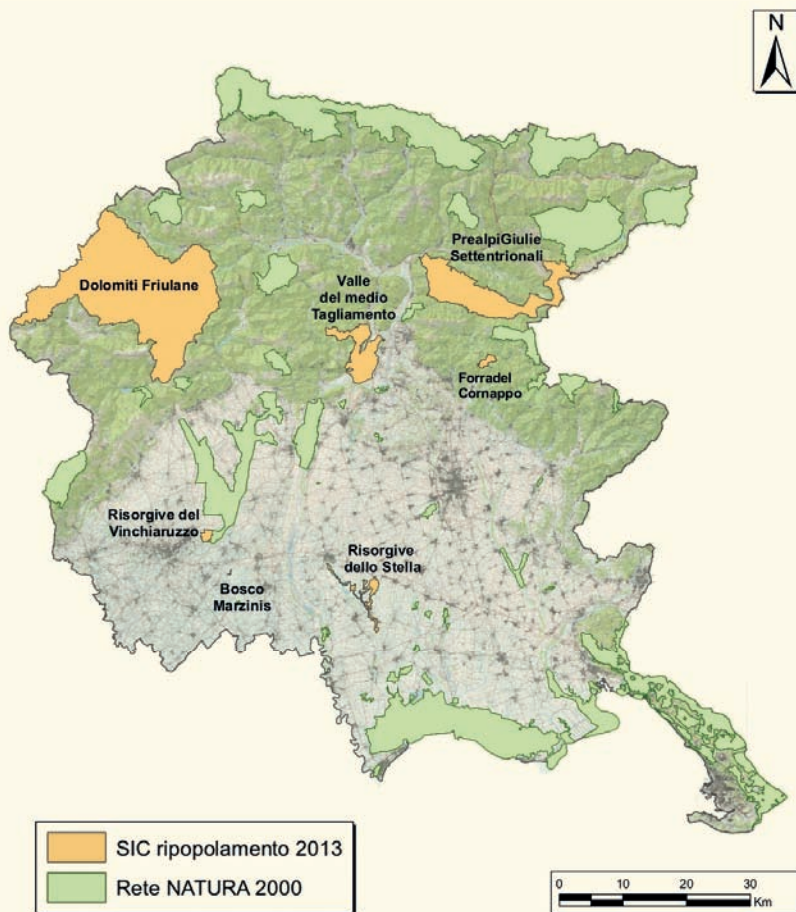 N
PrealpiGiulie
Settentrionali
Dolomiti Friulane
Valle
del medio
Tagliamento
Forradel
Cornappo
Risorgive del
Vinchiaruzzo
Risorgive
dello Stella
Bosco
Marzinis
SIC ripopolamento 2013
Rete NATURA 2000
0 10 20 30
Km